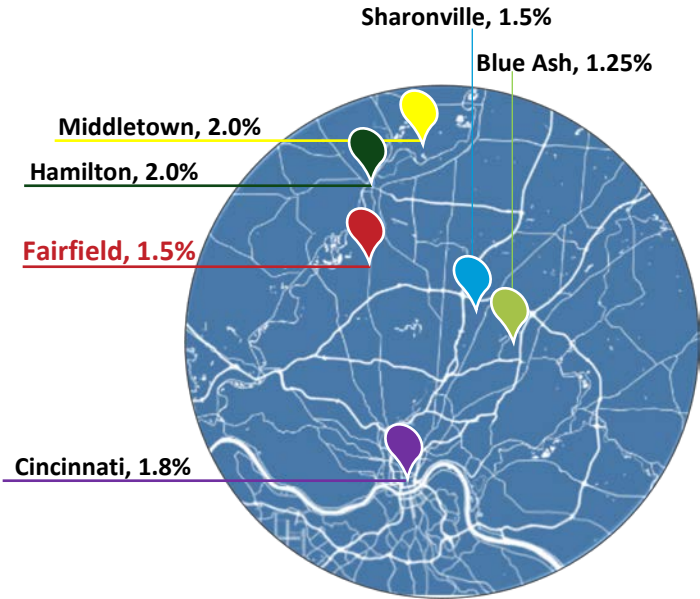 Sharonville, 1.5%
Blue Ash, 1.25%
Middletown, 2.0%
Hamilton, 2.0%
Fairfield, 1.5%
Cincinnati, 1.8%